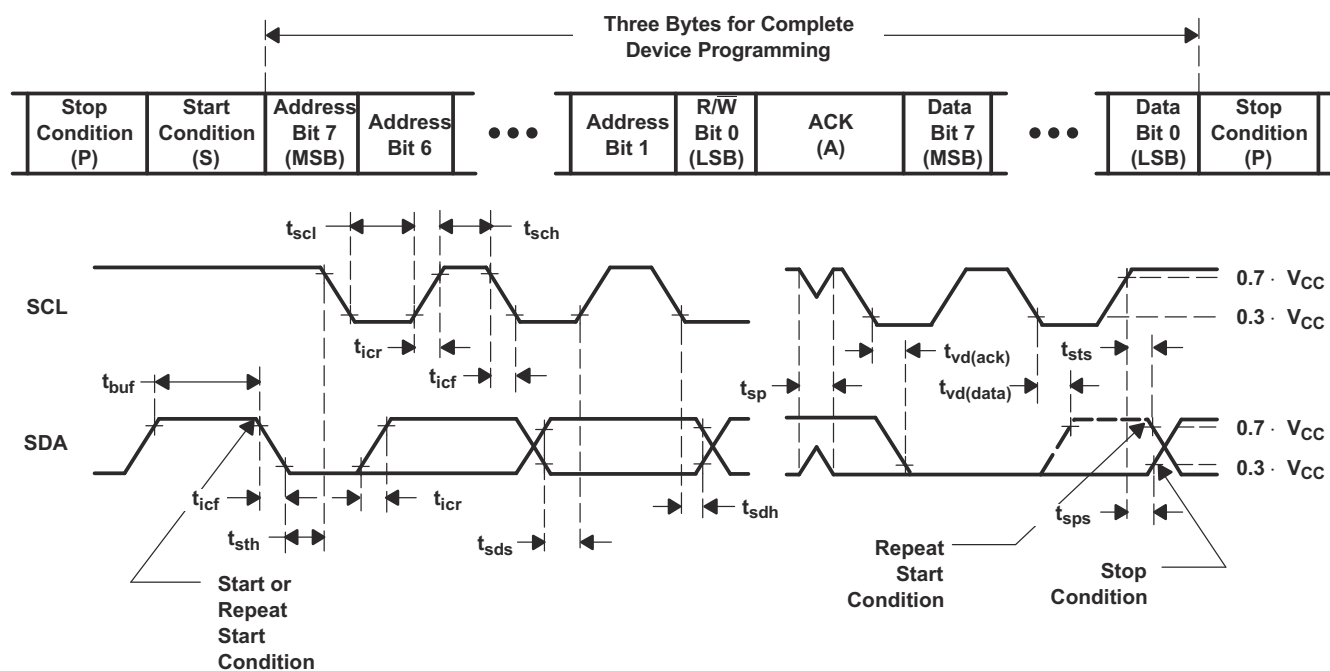 Three Bytes for Complete
Device Programming
Stop
Condition
(P)
Start
Condition
(S)
Address
Bit 7
(MSB)
Address
Bit 6
Address
Bit 1
R/W̅
Bit 0
(LSB)
ACK
(A)
Data
Bit 7
(MSB)
Data
Bit 0
(LSB)
Stop
Condition
(P)
tscl
tsch
SCL
0.7 · VCC
0.3 · VCC
ticr
ticf
tbuf
tsp
tvd(ack)
tvd(data)
tsts
SDA
0.7 · VCC
0.3 · VCC
ticf
ticr
tsth
tsds
tsdh
tsps
Start or
Repeat
Start
Condition
Repeat
Start
Condition
Stop
Condition